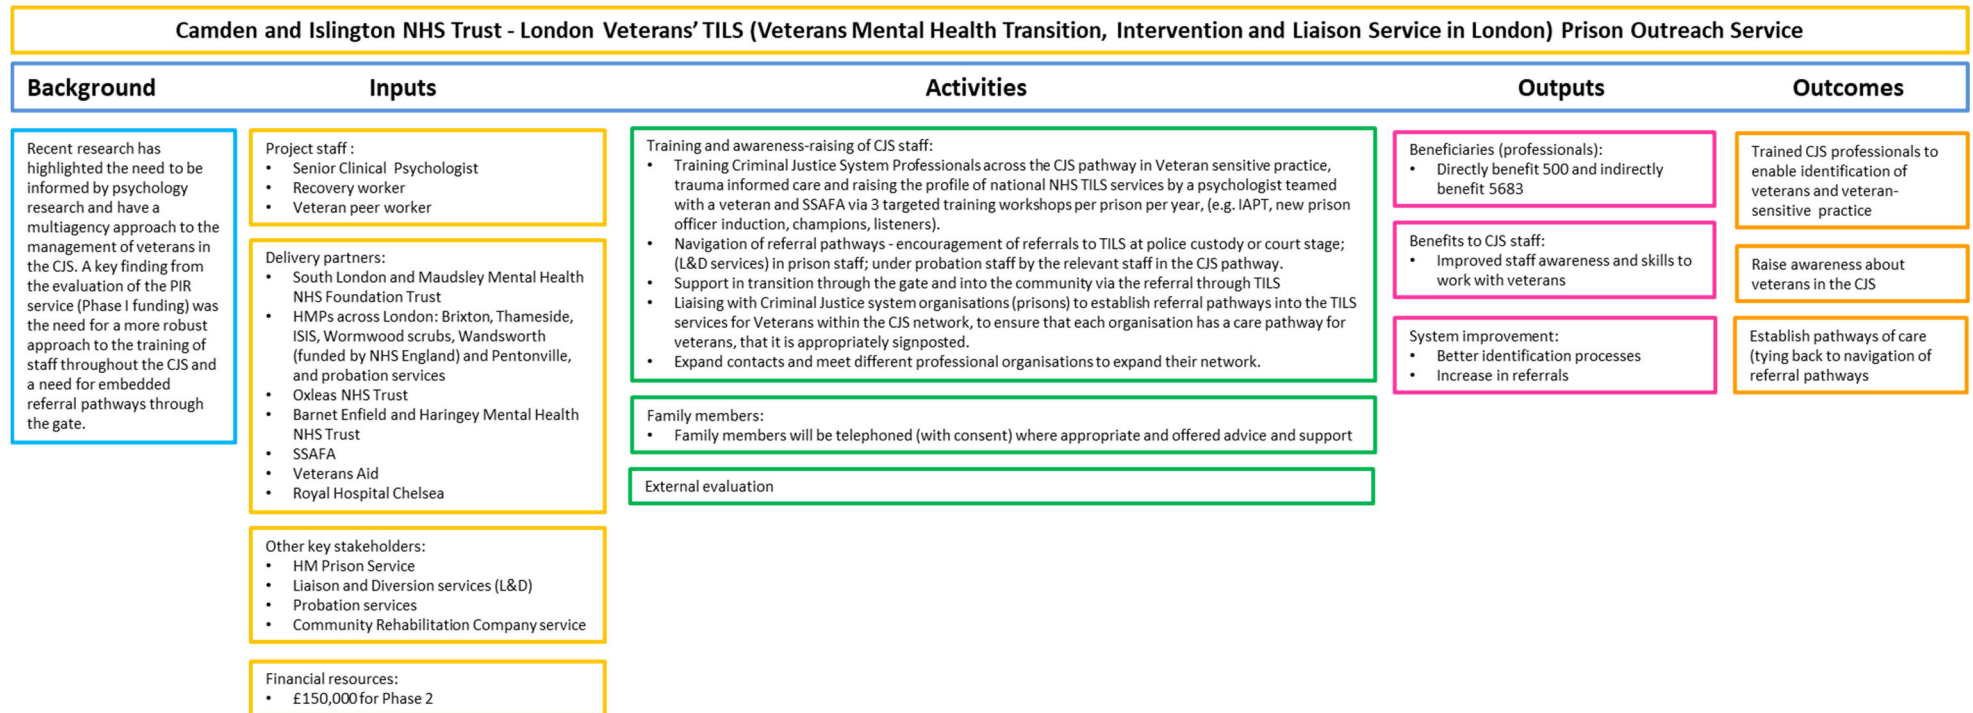 Camden and Islington NHS Trust - London Veterans' TILS (Veterans Mental Health Transition, Intervention and Liaison Service in London) Prison Outreach Service
Background
Inputs
Activities
Outputs
Outcomes
Recent research has
highlighted the need to be
informed by psychology
research and have a
multiagency approach to the
management of veterans in
the CJS. A key finding from
the evaluation of the PIR
service (Phase I funding) was
the need for a more robust
approach to the training of
staff throughout the CJS and
a need for embedded
referral pathways through
the gate.
Project staff :
• Senior Clinical Psychologist
• Recovery worker
• Veteran peer worker
Delivery partners:
• South London and Maudsley Mental Health
NHS Foundation Trust
• HMPs across London: Brixton, Thameside,
ISIS, Wormwood scrubs, Wandsworth
(funded by NHS England) and Pentonville,
and probation services
• Oxleas NHS Trust
• Barnet Enfield and Haringey Mental Health
NHS Trust
• SSAFA
• Veterans Aid
• Royal Hospital Chelsea
Other key stakeholders:
• HM Prison Service
• Liaison and Diversion services (L&D)
• Probation services
• Community Rehabilitation Company service
Financial resources:
• £150,000 for Phase 2
Training and awareness-raising of CJS staff:
• Training Criminal Justice System Professionals across the CJS pathway in Veteran sensitive practice,
trauma informed care and raising the profile of national NHS TILS services by a psychologist teamed
with a veteran and SSAFA via 3 targeted training workshops per prison per year, (e.g. IAPT, new prison
officer induction, champions, listeners).
• Navigation of referral pathways - encouragement of referrals to TILS at police custody or court stage;
(L&D services) in prison staff; under probation staff by the relevant staff in the CJS pathway.
• Support in transition through the gate and into the community via the referral through TILS
• Liaising with Criminal Justice system organisations (prisons) to establish referral pathways into the TILS
services for Veterans within the CJS network, to ensure that each organisation has a care pathway for
veterans, that it is appropriately signposted.
• Expand contacts and meet different professional organisations to expand their network.
Family members:
• Family members will be telephoned (with consent) where appropriate and offered advice and support
External evaluation
Beneficiaries (professionals):
• Directly benefit 500 and indirectly
benefit 5683
Benefits to CJS staff:
• Improved staff awareness and skills to
work with veterans
System improvement:
• Better identification processes
• Increase in referrals
Trained CJS professionals to
enable identification of
veterans and veteran-
sensitive practice
Raise awareness about
veterans in the CJS
Establish pathways of care
(tying back to navigation of
referral pathways